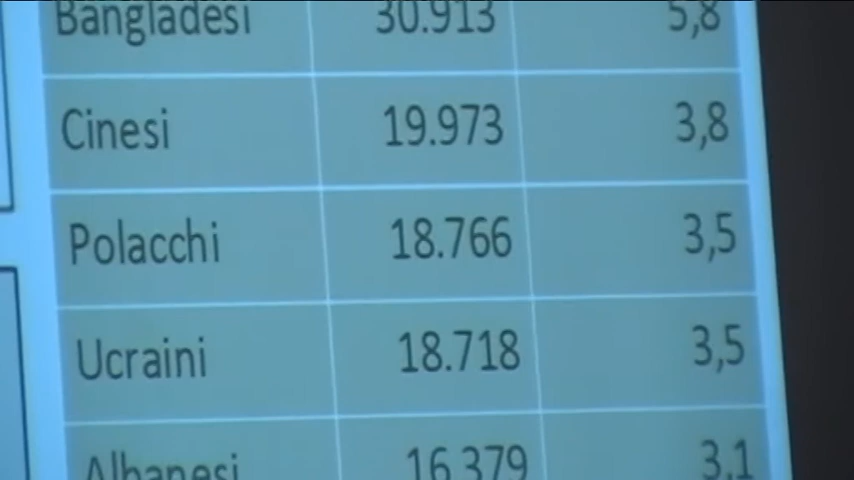 Bangladesi 30.913 5,8
Cinesi 19.973 3,8
Polacchi 18.766 3,5
Ucraini 18.718 3,5
Albanesi 16.379 3,1